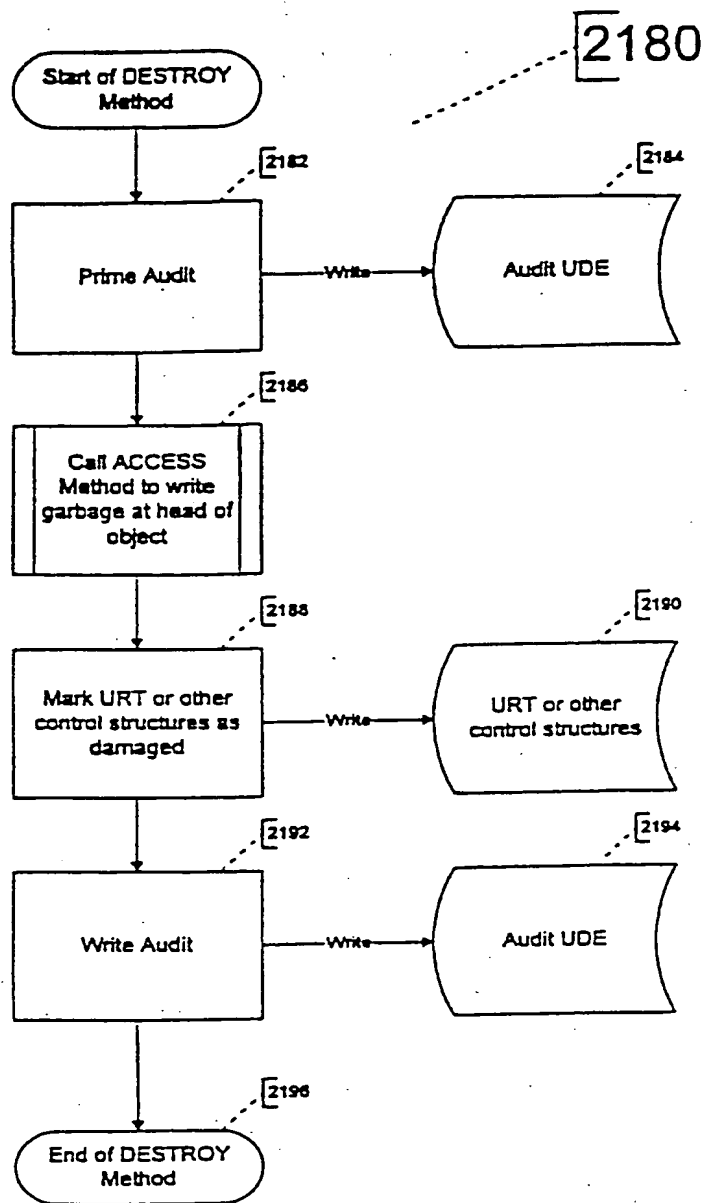 2180
Start of DESTROY
Method
2182
2184
Prime Audit
Write
Audit UDE
2186
Call ACCESS
Method to write
garbage at head of
object
2188
2190
Mark URT or other
control structures as
damaged
Write
URT or other
control structures
2192
2194
Write Audit
Write
Audit UDE
2196
End of DESTROY
Method